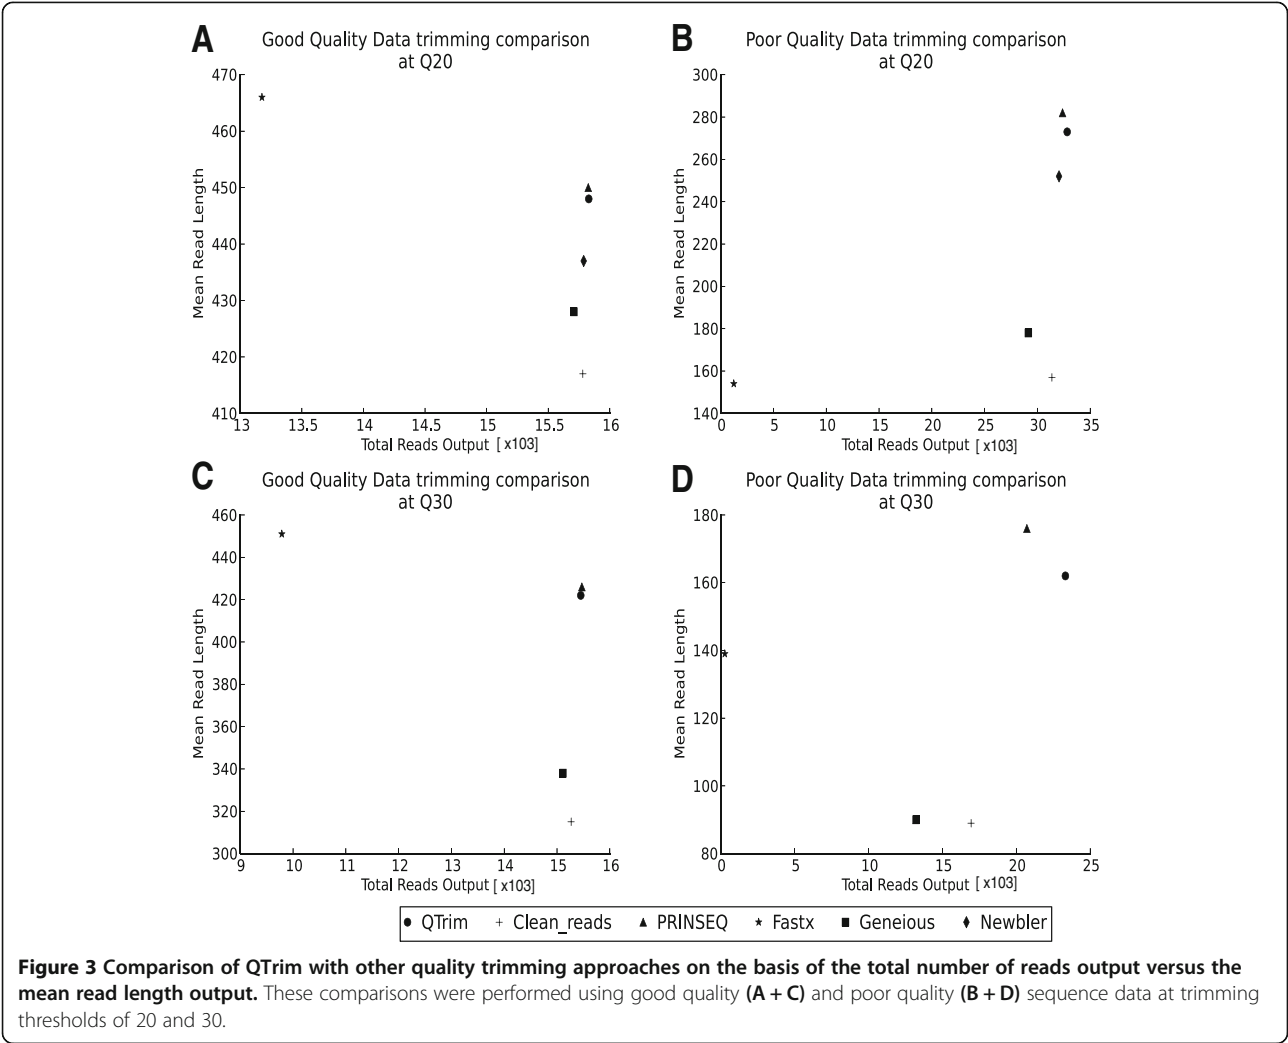 A
Good Quality Data trimming comparison
at Q20
470
460
450
440
430
420
410
Mean Read Length
13
13.5
14
14.5
15
15.5
16
Total Reads Output [ x103]
B
Poor Quality Data trimming comparison
at Q20
300
280
260
240
220
200
180
160
140
Mean Read Length
0
5
10
15
20
25
30
35
Total Reads Output [ x103]
C
Good Quality Data trimming comparison
at Q30
460
440
420
400
380
360
340
320
300
Mean Read Length
9
10
11
12
13
14
15
16
Total Reads Output [ x103]
D
Poor Quality Data trimming comparison
at Q30
180
160
140
120
100
80
Mean Read Length
0
5
10
15
20
25
Total Reads Output [ x103]
QTrim Clean_reads PRINSEQ Fastx Geneious Newbler
Figure 3 Comparison of QTrim with other quality trimming approaches on the basis of the total number of reads output versus the
mean read length output. These comparisons were performed using good quality (A + C) and poor quality (B + D) sequence data at trimming
thresholds of 20 and 30.